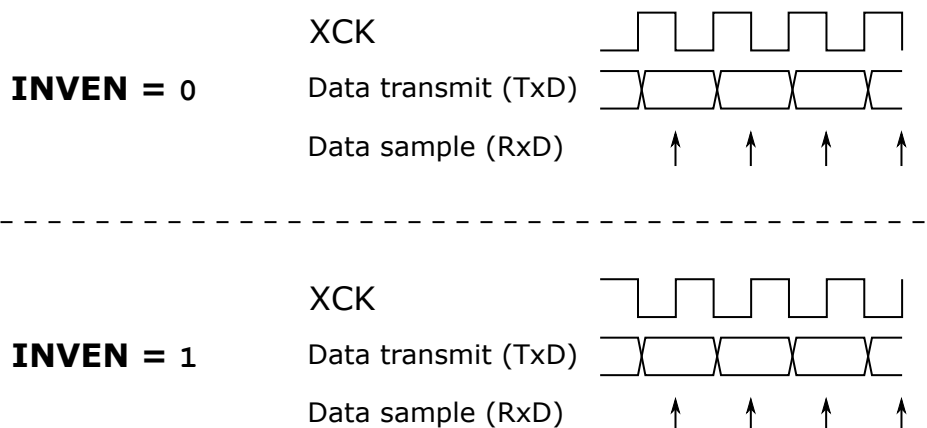 XCK
INVEN = 0
Data transmit (TxD)
Data sample (RxD)
XCK
INVEN = 1
Data transmit (TxD)
Data sample (RxD)